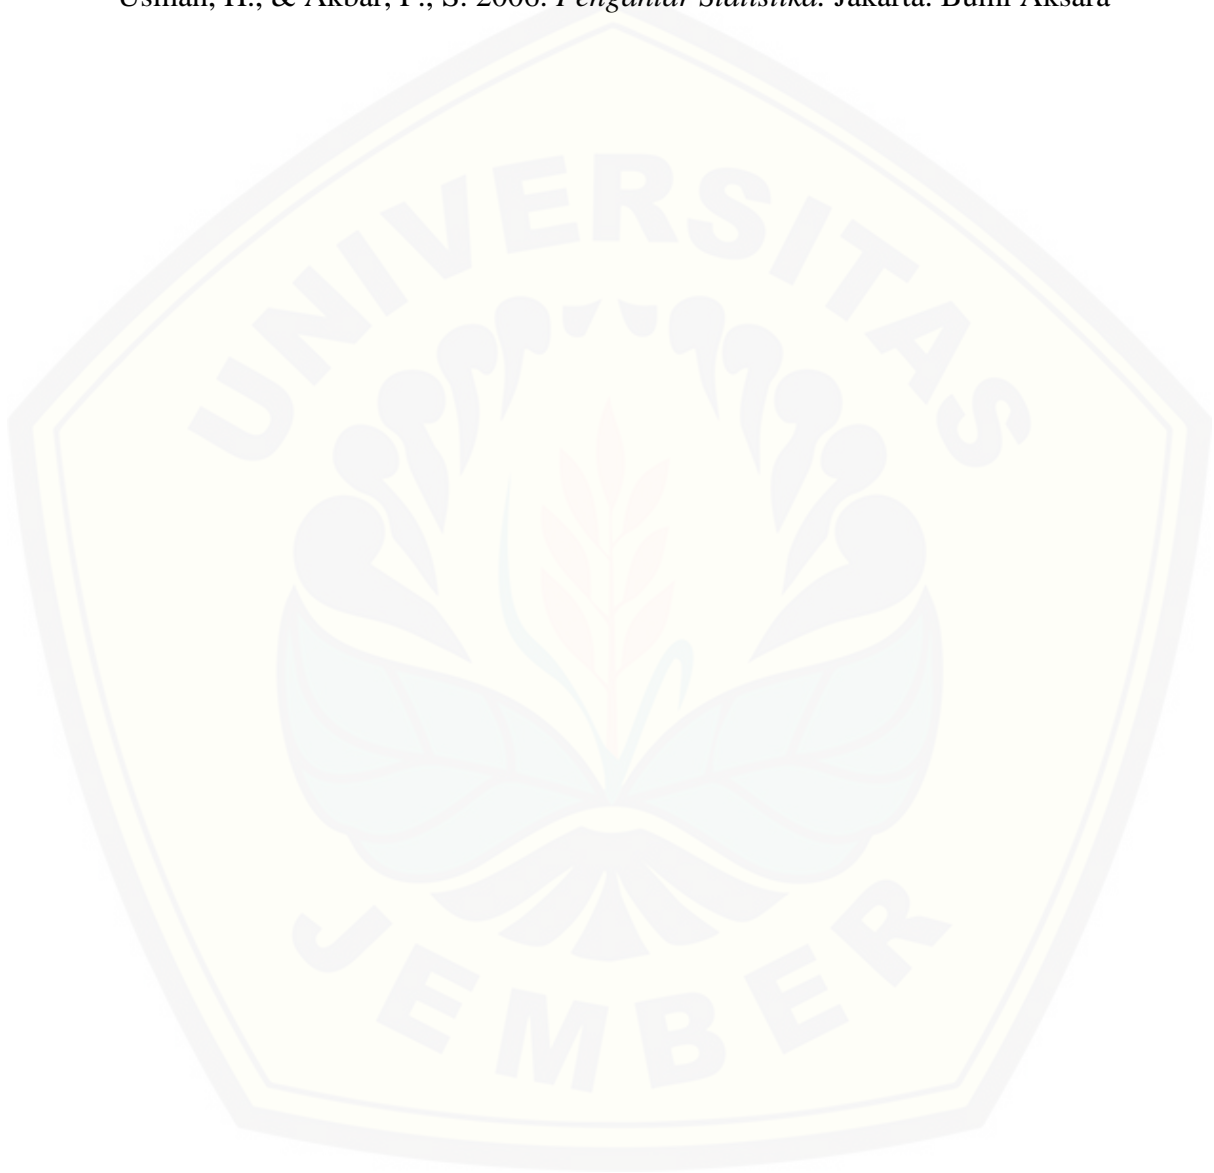 Usman, H., & Akbar, P., S. 2006. Pengantar Statistika. Jakarta: Bumi Aksara
UNIVERSITAS
JEMBER